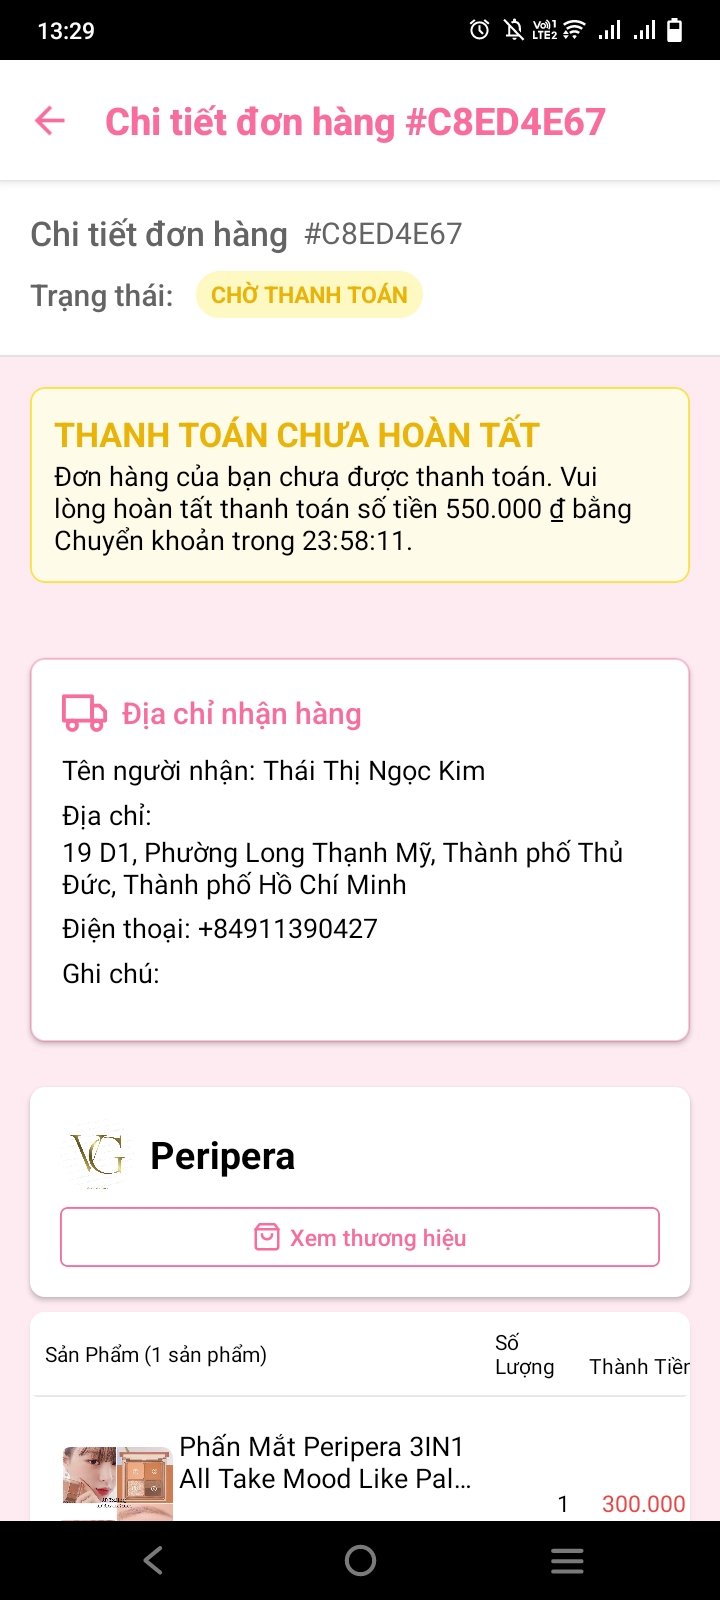 13:29
Vo)) 1
LTE2
Chi tiết đơn hàng #C8ED4E67
Chi tiết đơn hàng #C8ED4E67
Trạng thái: CHỜ THANH TOÁN
THANH TOÁN CHƯA HOÀN TẤT
Đơn hàng của bạn chưa được thanh toán. Vui
lòng hoàn tất thanh toán số tiền 550.000 ₫ bằng
Chuyển khoản trong 23:58:11.
Địa chỉ nhận hàng
Tên người nhận: Thái Thị Ngọc Kim
Địa chỉ:
19 D1, Phường Long Thạnh Mỹ, Thành phố Thủ
Đức, Thành phố Hồ Chí Minh
Điện thoại: +84911390427
Ghi chú:
VG
Peripera
Xem thương hiệu
Sản Phẩm (1 sản phẩm)
Số
Lượng
Thành Tiền
Phấn Mắt Peripera 3IN1
All Take Mood Like Pal...
1
300.000